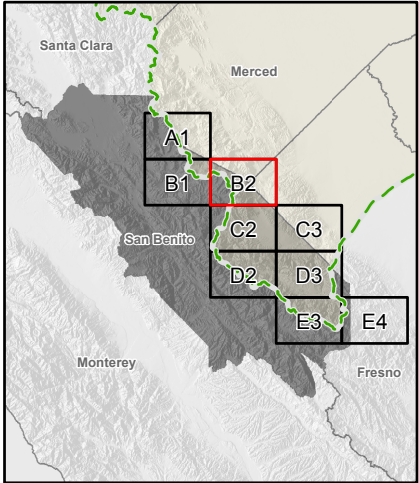 Santa Clara
Merced
A1
B1
B2
San Benito
C2
C3
D2
D3
E3
E4
Monterey
Fresno